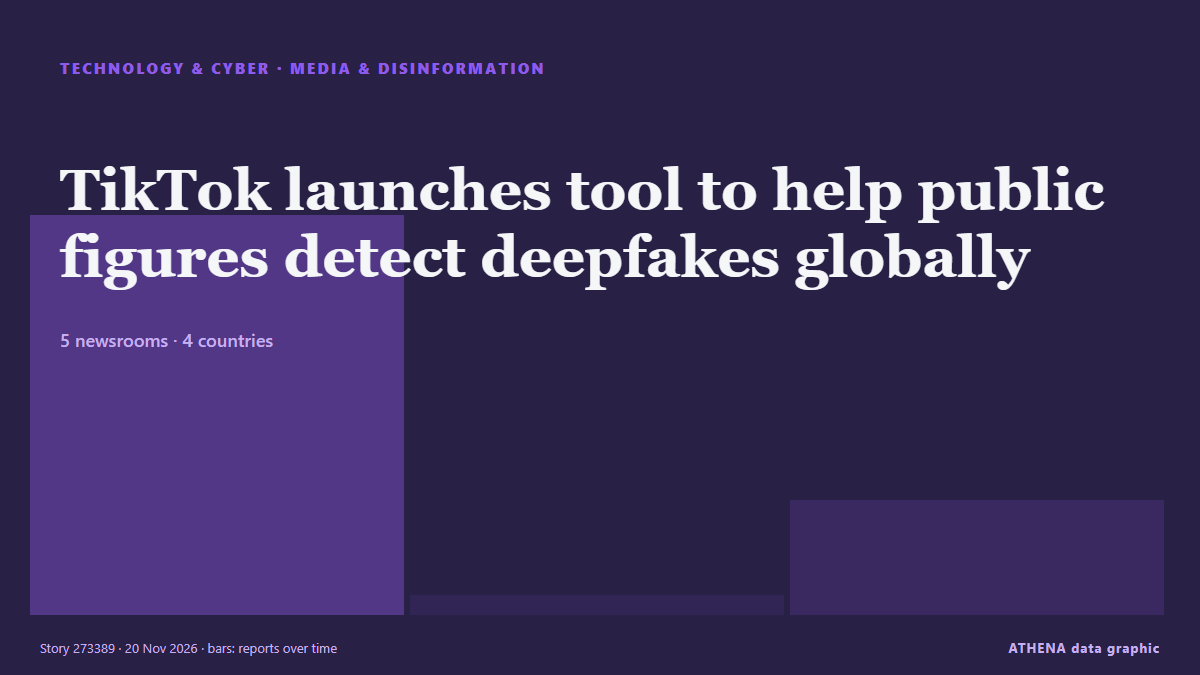 TECHNOLOGY & CYBER · MEDIA & DISINFORMATION
TikTok launches tool to help public
figures detect deepfakes globally
5 newsrooms · 4 countries
Story 273389 · 20 Nov 2026 · bars: reports over time
ATHENA data graphic